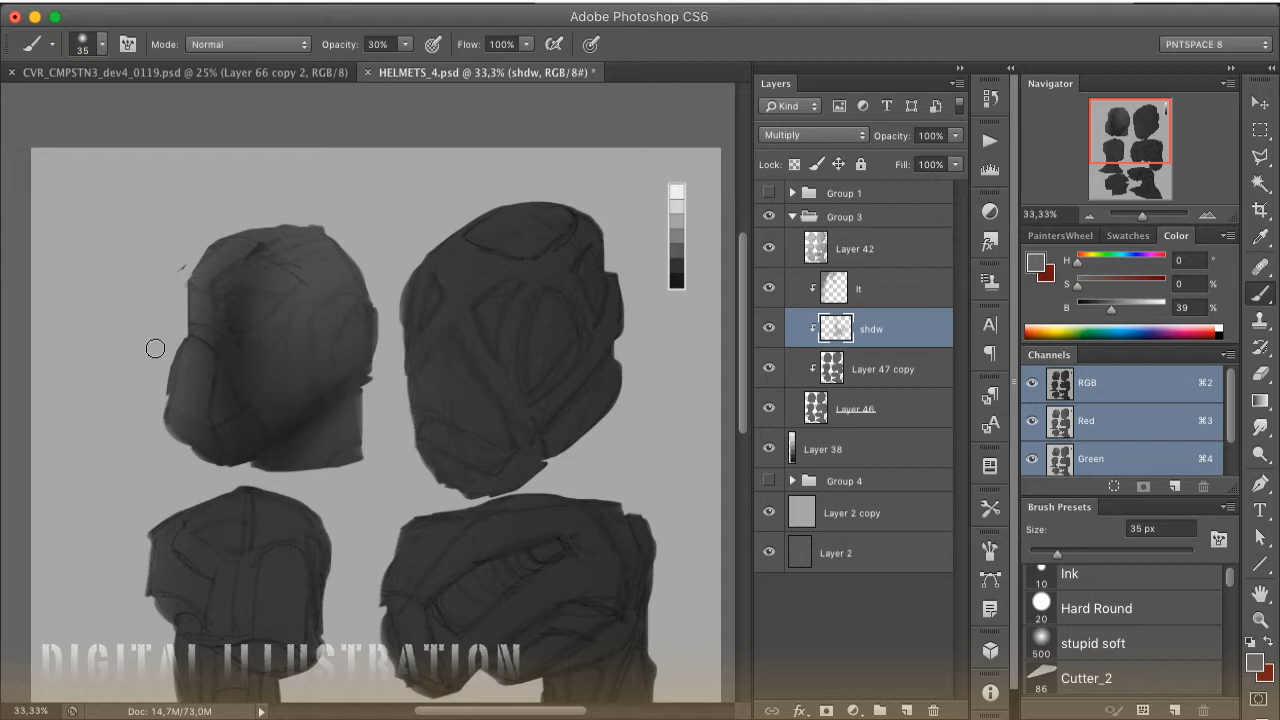 Adobe Photoshop CS6
35 Mode: Normal Opacity: 30% Flow: 100% PNTSPACE 8
× CVR_CMPSTN3_dev4_0119.psd @ 25% (Layer 66 copy 2, RGB/8) × HELMETS_4.psd @ 33,3% (shdw, RGB/8#) *
Layers
Kind
Multiply Opacity: 100%
Lock: Fill: 100%
Group 1
Group 3
Layer 42
lt
shdw
Layer 47 copy
Layer 46
Layer 38
Group 4
Layer 2 copy
Layer 2
fx
A
Navigator
33,33%
PaintersWheel Swatches Color
H 0 °
S 0 %
B 39 %
Channels
RGB ⌘2
Red ⌘3
Green ⌘4
Brush Presets
Size: 35 px
10 Ink
20 Hard Round
500 stupid soft
86 Cutter_2
DIGITAL ILLUSTRATION
33,33% Doc: 14,7M/73,0M
fx.